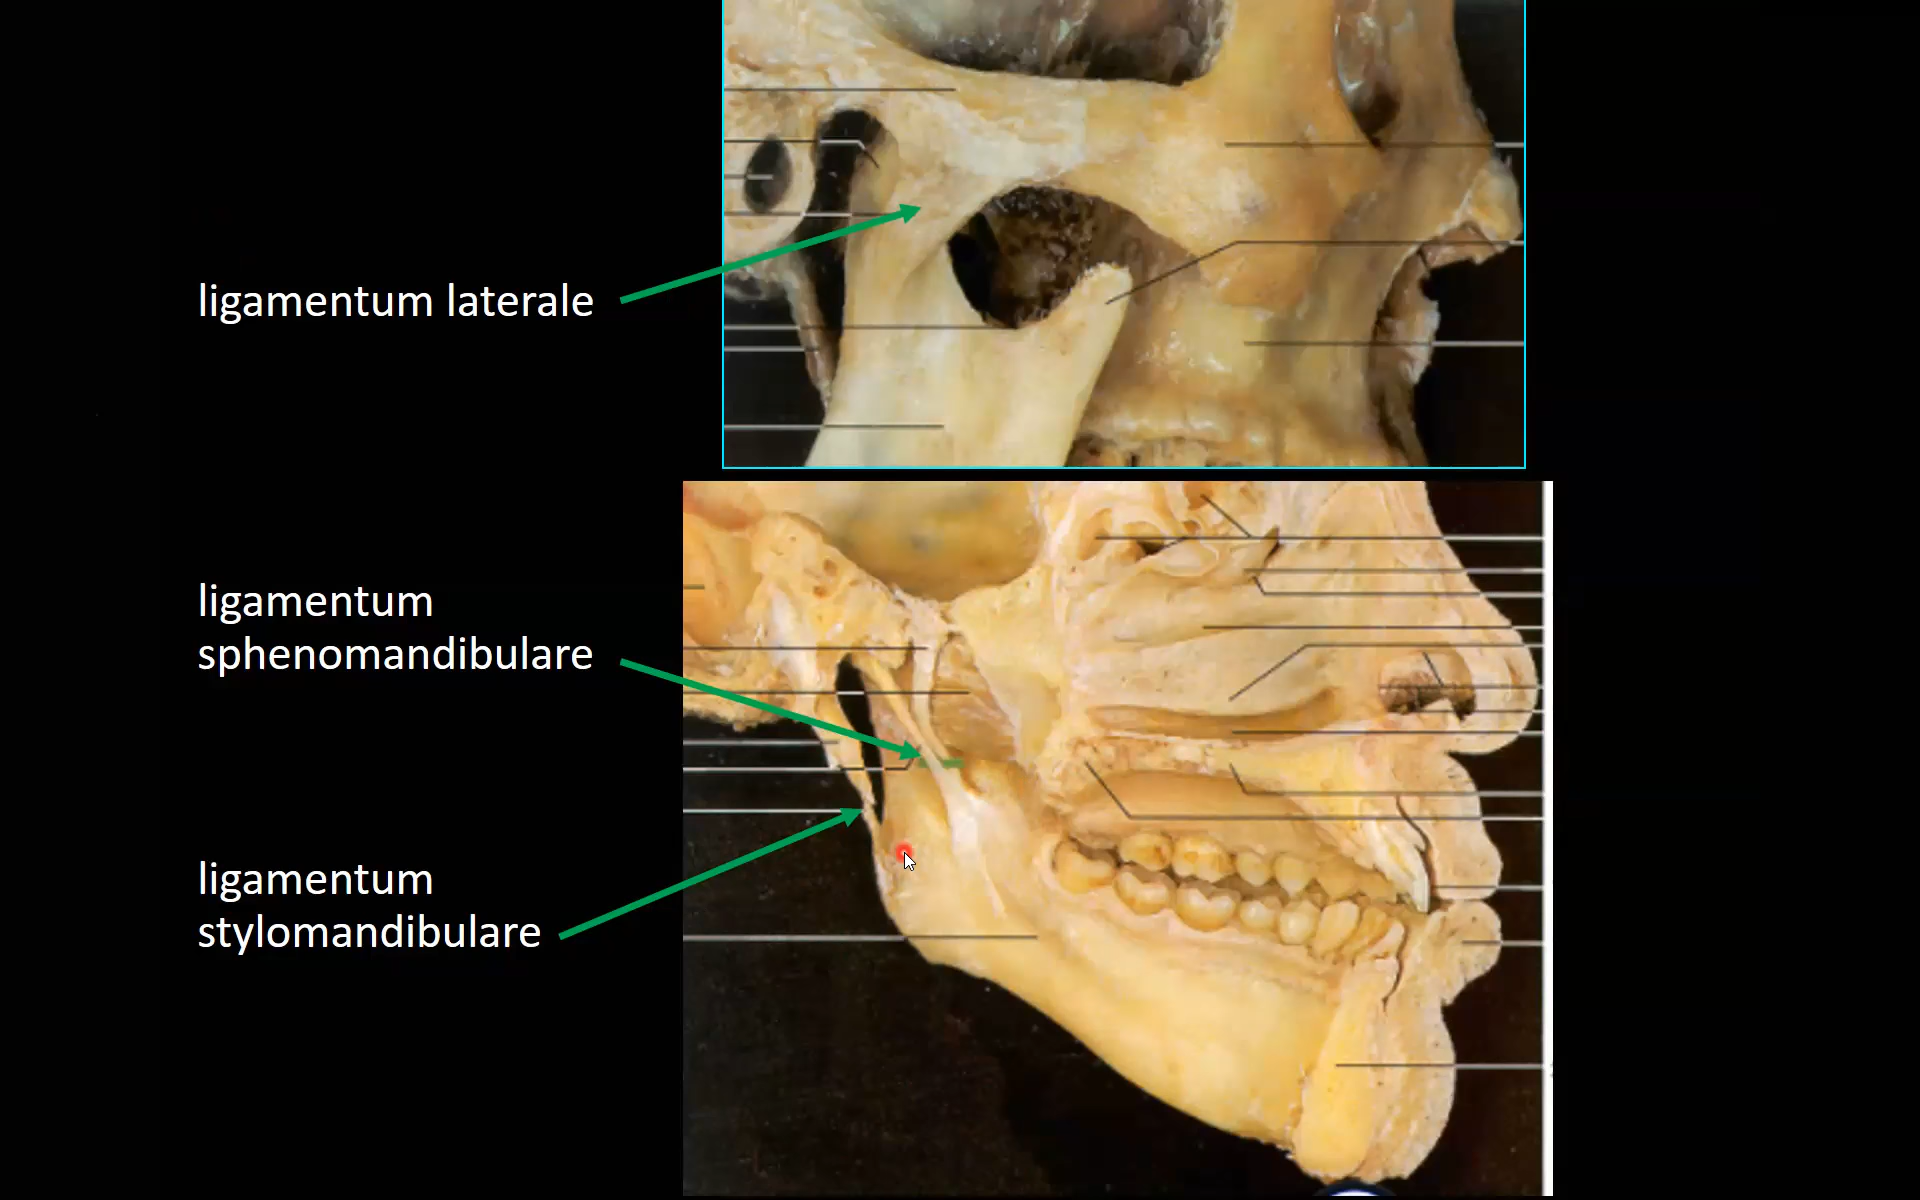 ligamentum laterale
ligamentum
sphenomandibulare
ligamentum
stylomandibulare